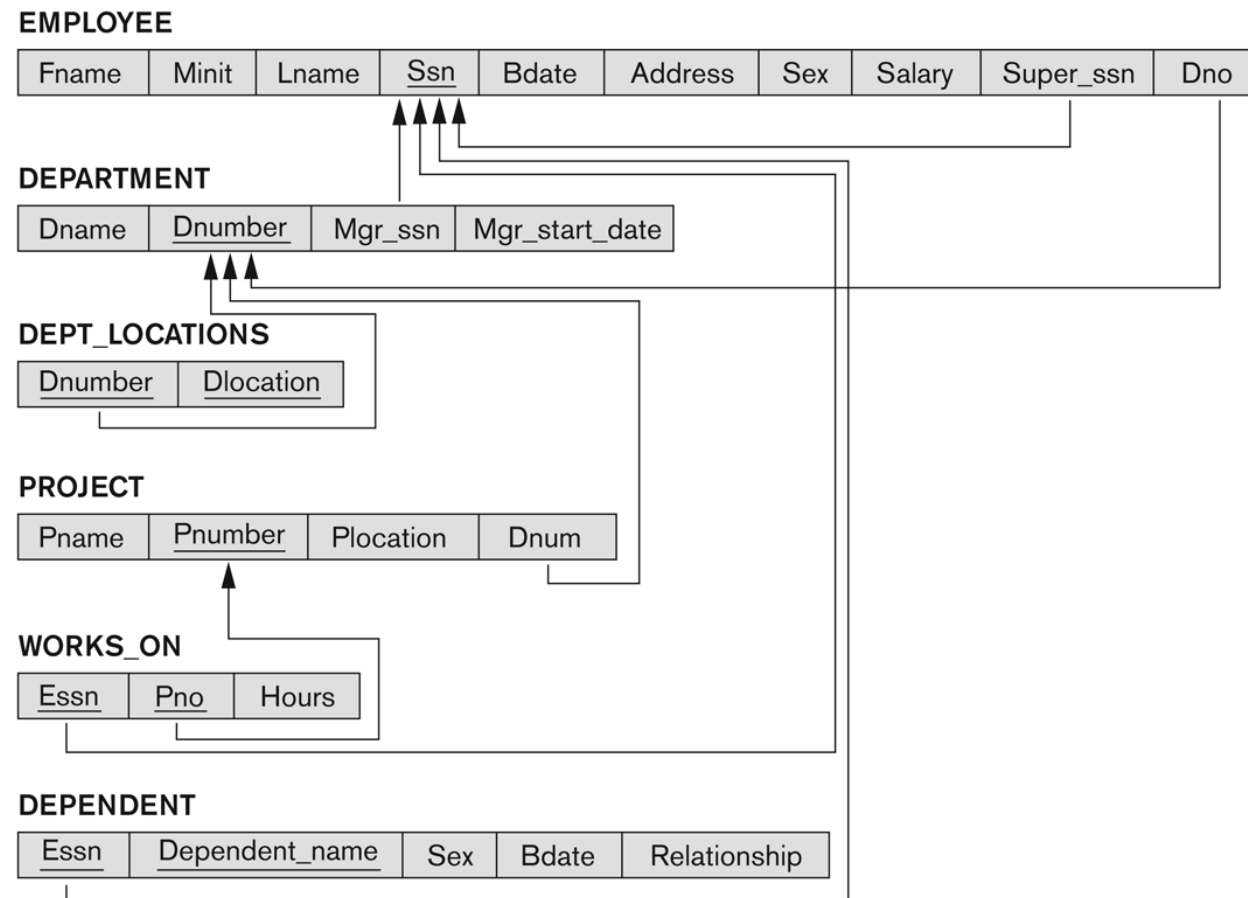 EMPLOYEE
Fname Minit Lname Ssn Bdate Address Sex Salary Super_ssn Dno
DEPARTMENT
Dname Dnumber Mgr_ssn Mgr_start_date
DEPT_LOCATIONS
Dnumber Dlocation
PROJECT
Pname Pnumber Plocation Dnum
WORKS_ON
Essn Pno Hours
DEPENDENT
Essn Dependent_name Sex Bdate Relationship